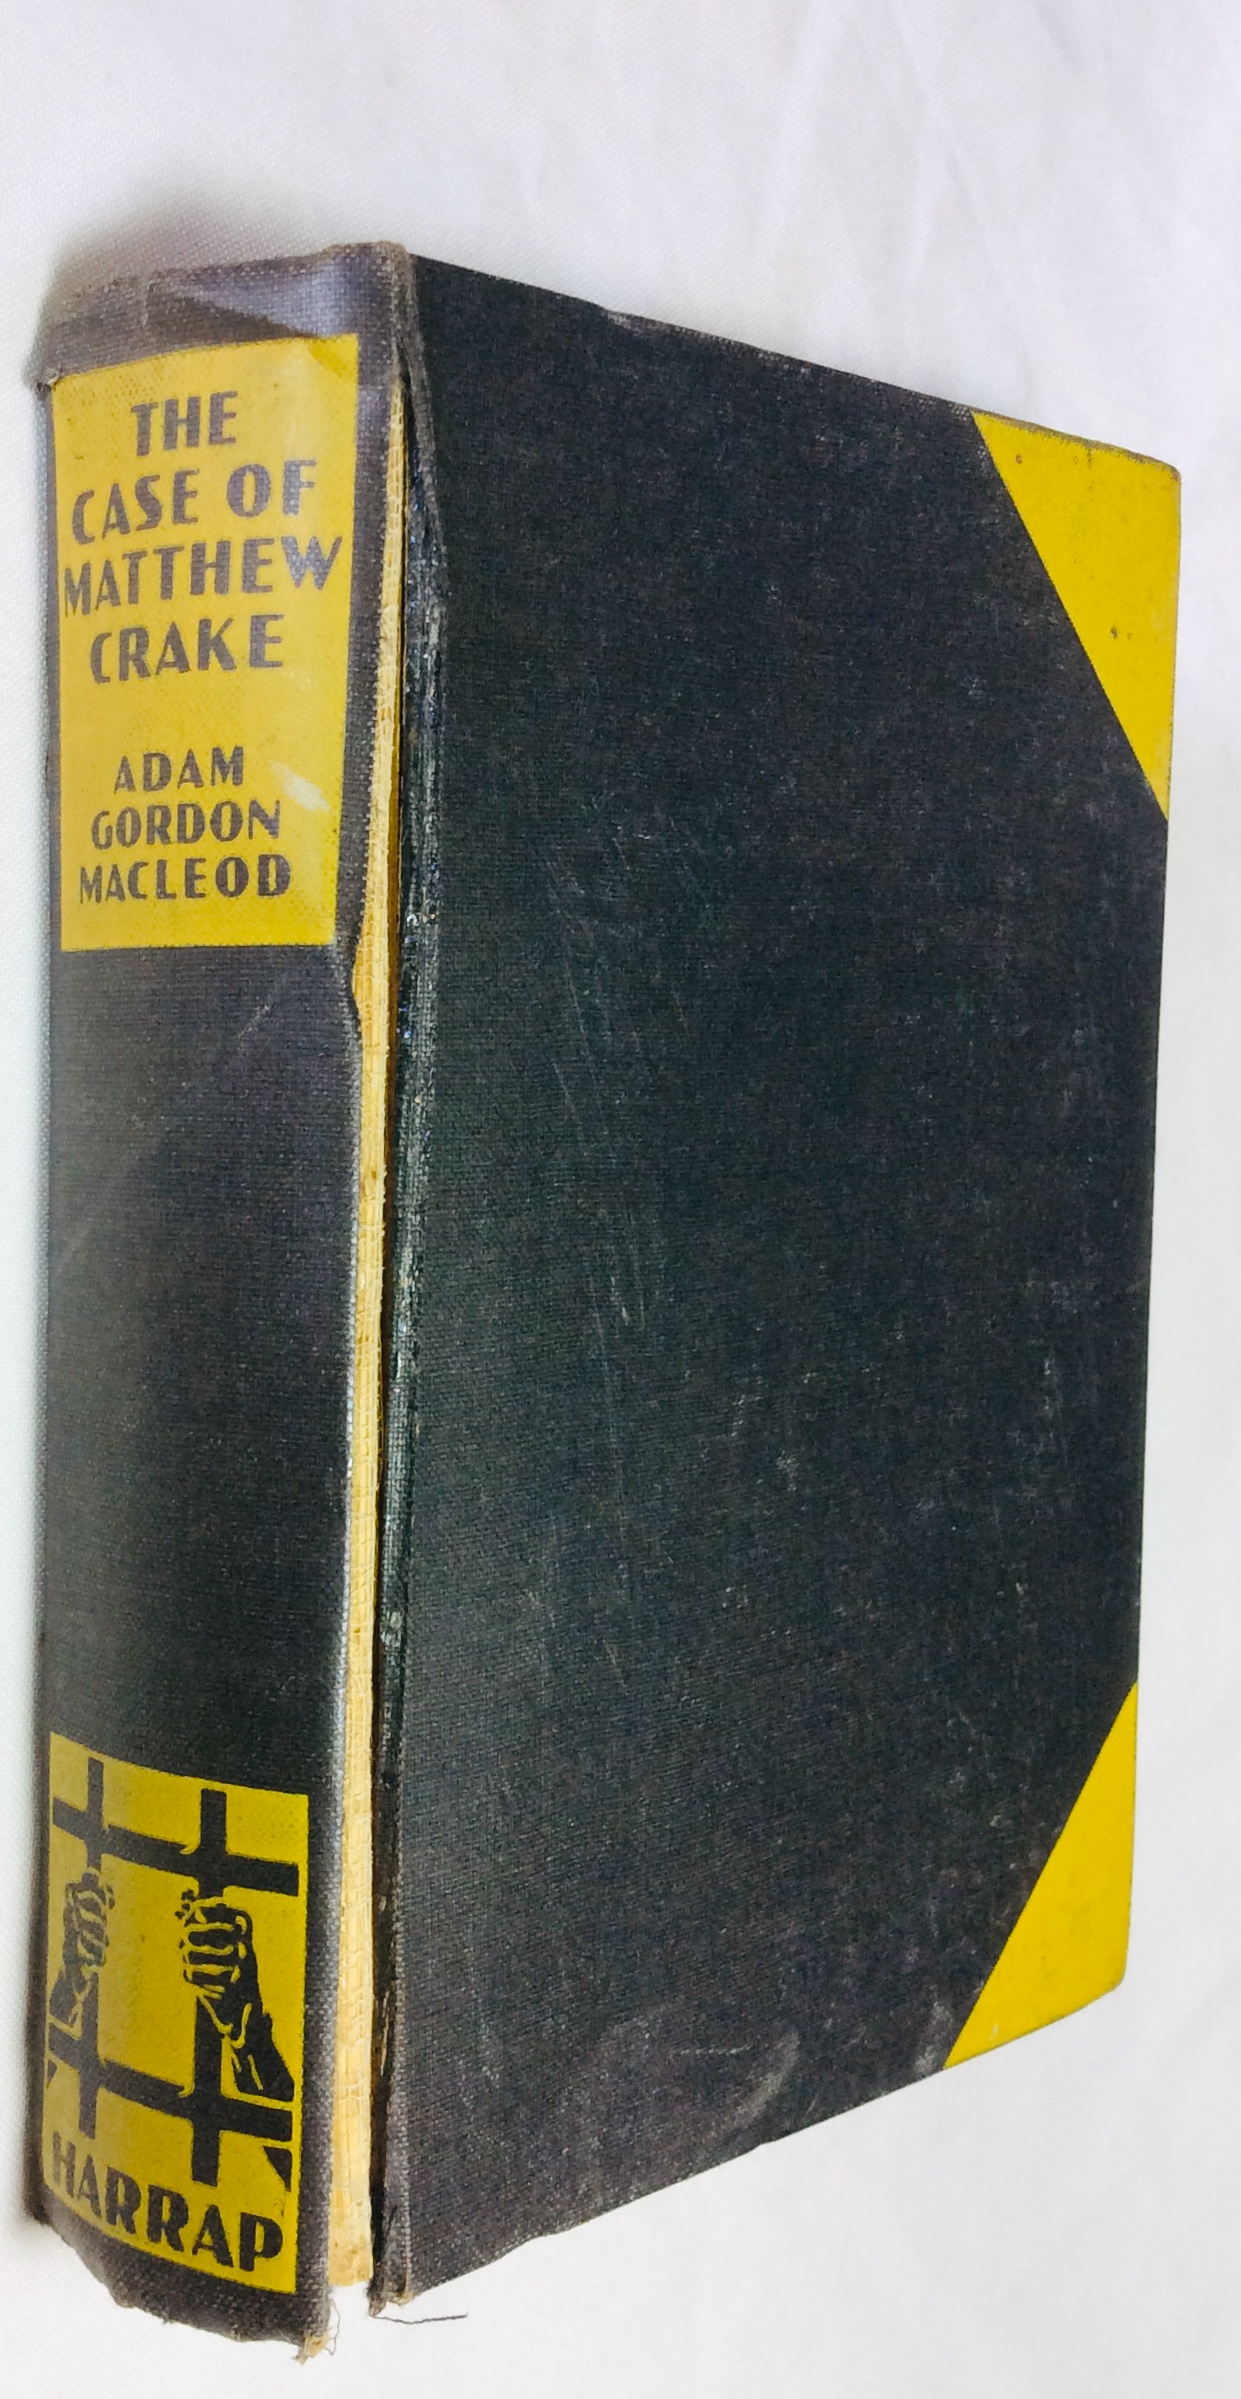 THE
CASE OF
MATTHEW
CRAKE
ADAM
GORDON
MACLEOD
HARRAP